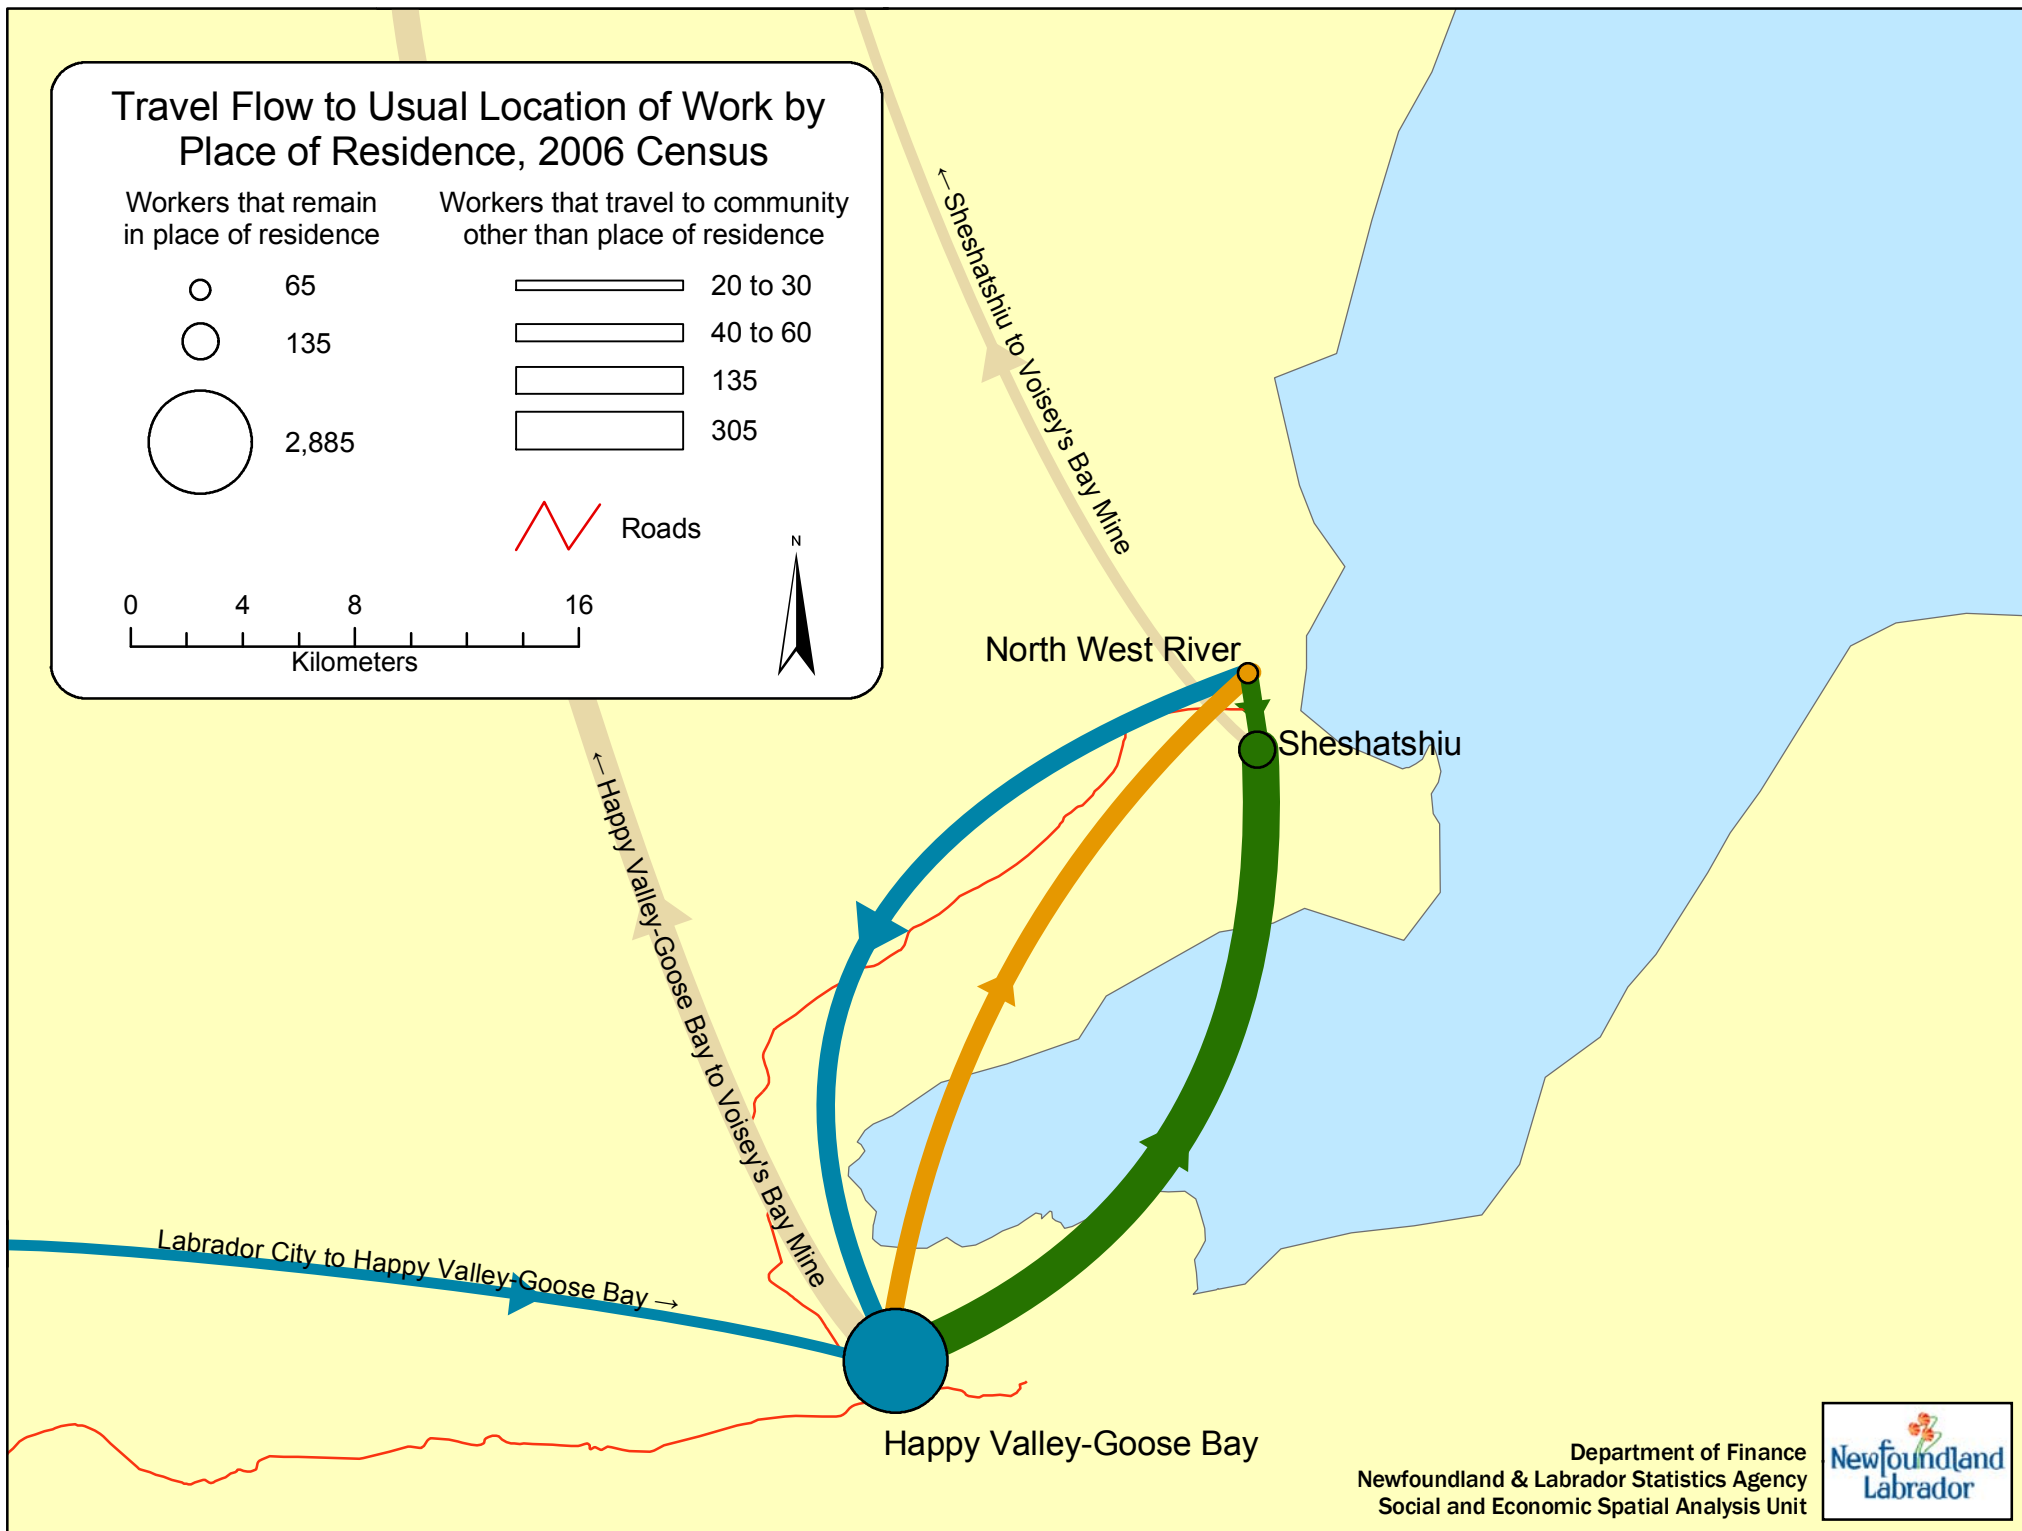 Travel Flow to Usual Location of Work by
Place of Residence, 2006 Census
Workers that remain
in place of residence
65
135
2,885
Workers that travel to community
other than place of residence
20 to 30
40 to 60
135
305
Roads
N
0 4 8 16
Kilometers
← Sheshatshiu to Voisey's Bay Mine
North West River
Sheshatshiu
← Happy Valley-Goose Bay to Voisey's Bay Mine
Labrador City to Happy Valley-Goose Bay →
Happy Valley-Goose Bay
Department of Finance
Newfoundland & Labrador Statistics Agency
Social and Economic Spatial Analysis Unit
Newfoundland
Labrador